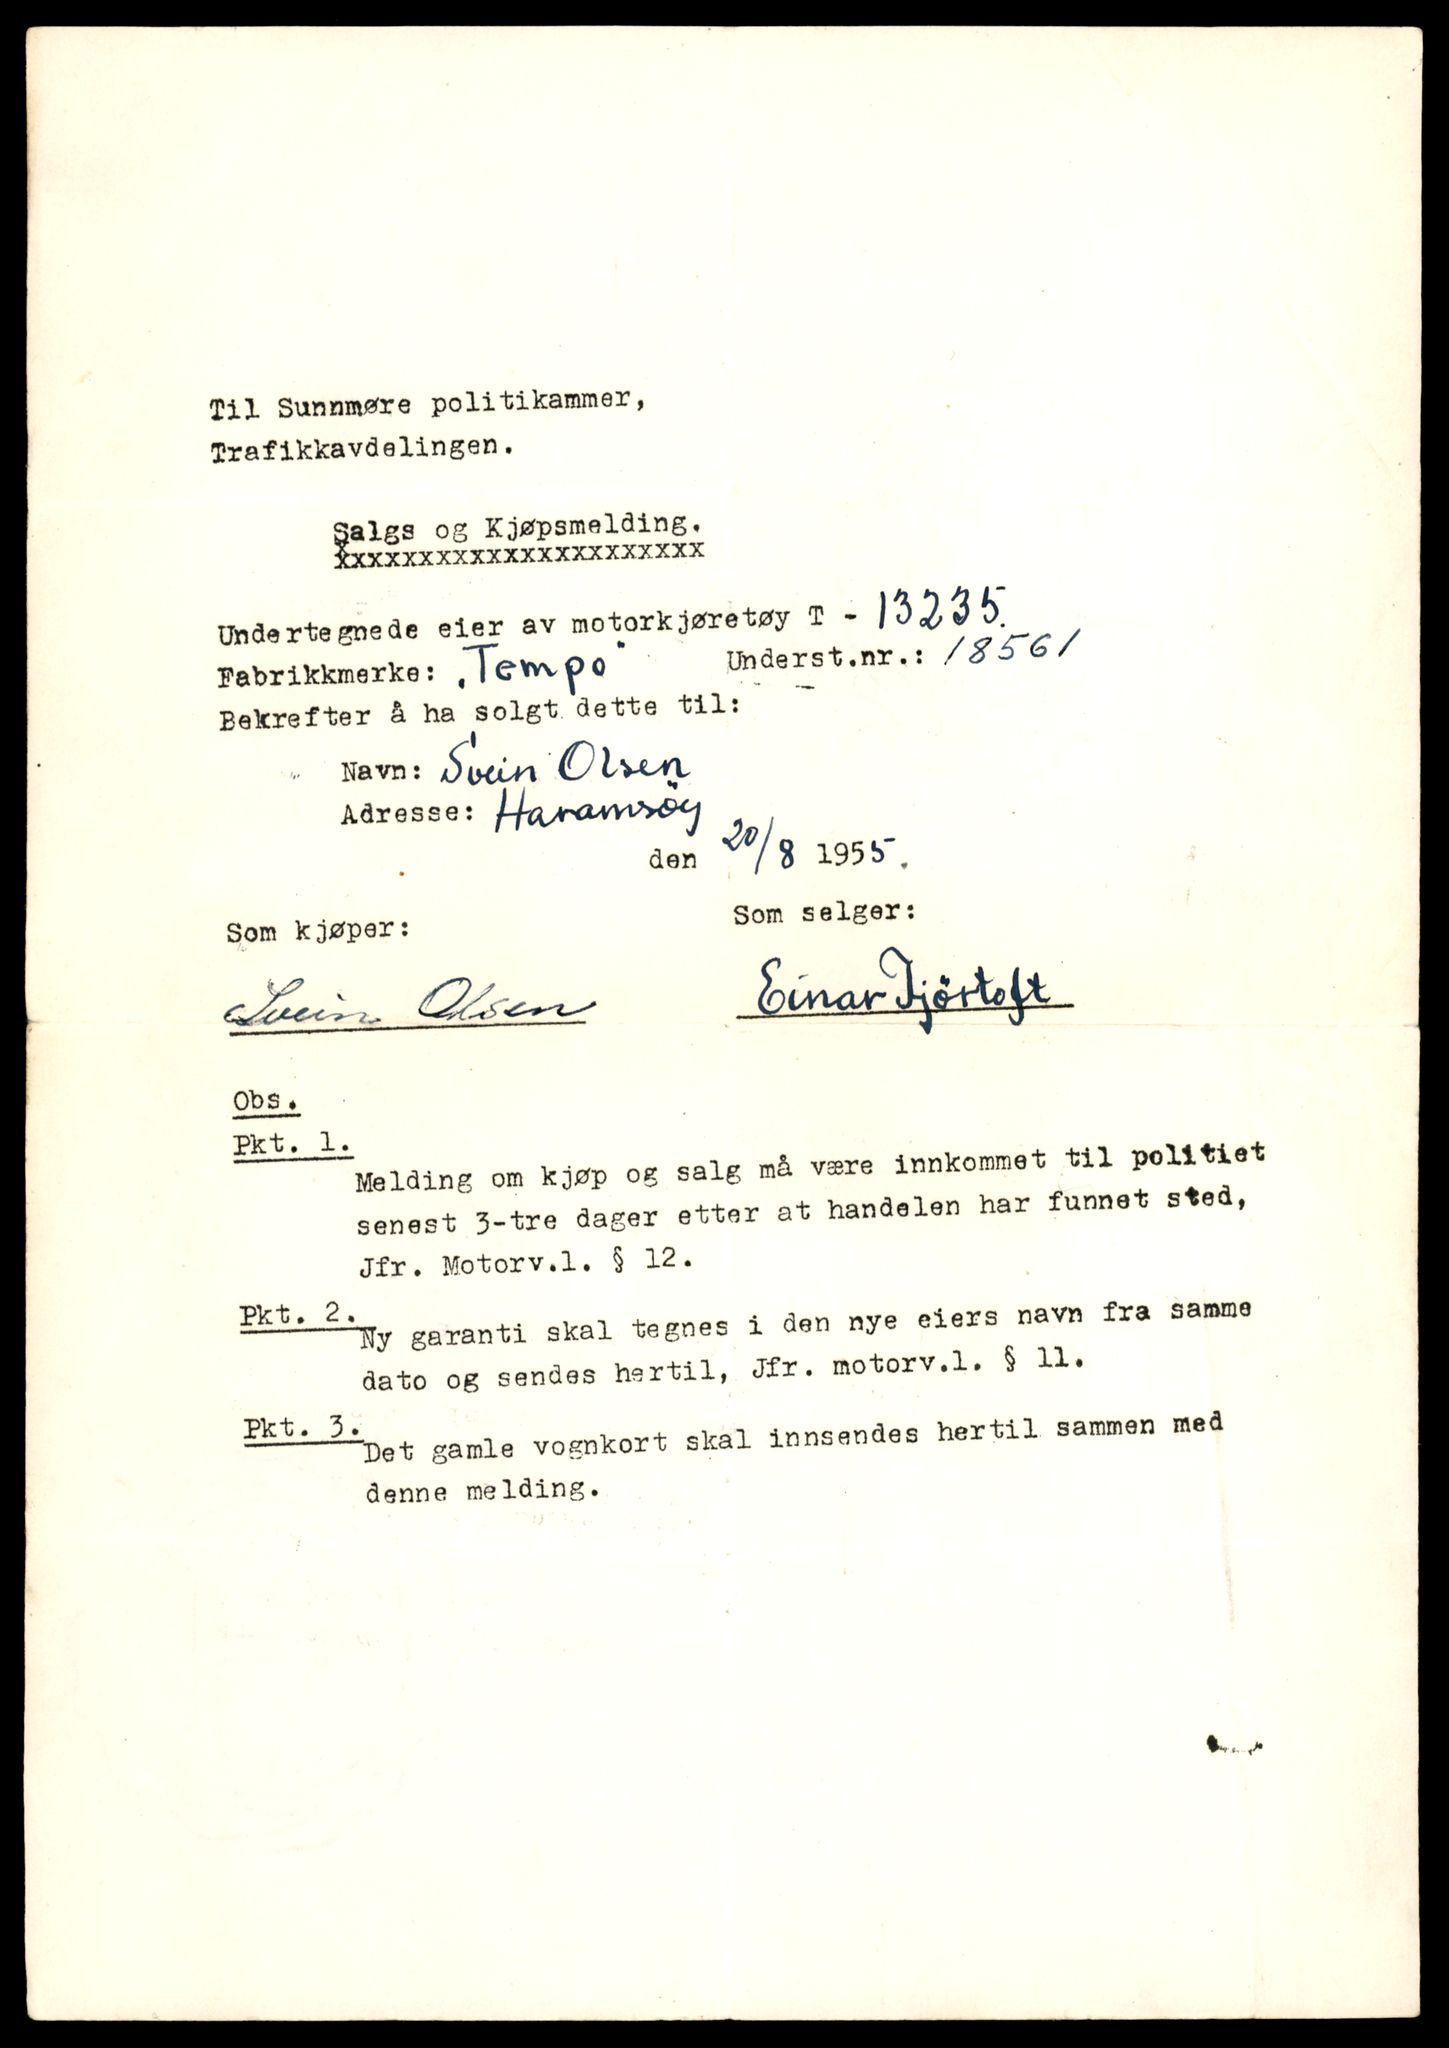 Til Sunnmøre politikammer,
Trafikkavdelingen.
Salgs og Kjøpsmelding.
xxxxxxxxxxxxxxxxxxxxxx
Undertegnede eier av motorkjøretøy T - 13235.
Fabrikkmerke: "Tempo" Underst.nr.: 18561
Bekrefter å ha solgt dette til:
Navn: Svein Olsen
Adresse: Haramsöy
den 20/8 1955.
Som kjøper: Som selger:
Svein Olsen Einar Fjörtoft
Obs.
Pkt. 1.
Melding om kjøp og salg må være innkommet til politiet
senest 3-tre dager etter at handelen har funnet sted,
Jfr. Motorv.l. § 12.
Pkt. 2.
Ny garanti skal tegnes i den nye eiers navn fra samme
dato og sendes hertil, Jfr. motorv.l. § 11.
Pkt. 3.
Det gamle vognkort skal innsendes hertil sammen med
denne melding.